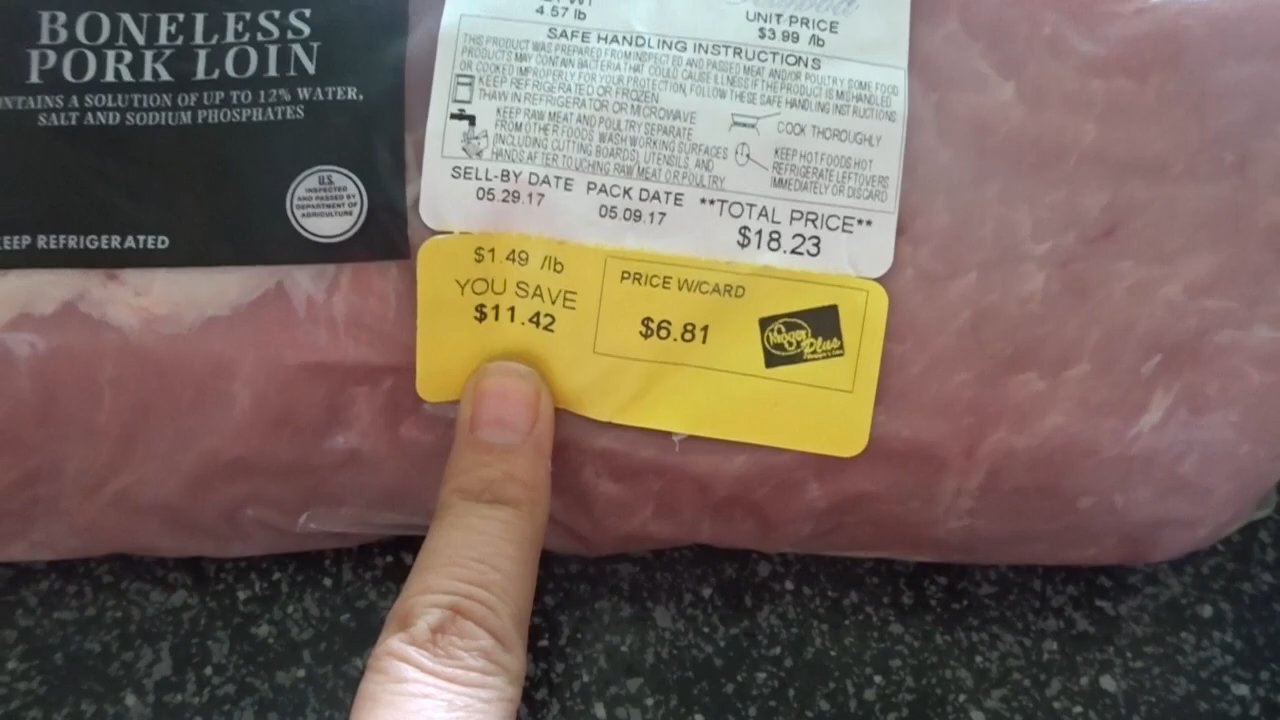 BONELESS
PORK LOIN
NTAINS A SOLUTION OF UP TO 12% WATER,
SALT AND SODIUM PHOSPHATES
U.S.
INSPECTED
AND PASSED BY
DEPARTMENT OF
AGRICULTURE
EEP REFRIGERATED
4.57 lb
UNIT PRICE
$3.99 /lb
SAFE HANDLING INSTRUCTIONS
THIS PRODUCT WAS PREPARED FROM INSPECTED AND PASSED MEAT AND/OR POULTRY. SOME FOOD
PRODUCTS MAY CONTAIN BACTERIA THAT COULD CAUSE ILLNESS IF THE PRODUCT IS MISHANDLED
OR COOKED IMPROPERLY. FOR YOUR PROTECTION, FOLLOW THESE SAFE HANDLING INSTRUCTIONS
KEEP REFRIGERATED OR FROZEN.
THAW IN REFRIGERATOR OR MICROWAVE
KEEP RAW MEAT AND POULTRY SEPARATE
FROM OTHER FOODS. WASH WORKING SURFACES
(INCLUDING CUTTING BOARDS), UTENSILS, AND
HANDS AFTER TOUCHING RAW MEAT OR POULTRY
COOK THOROUGHLY
KEEP HOT FOODS HOT
REFRIGERATE LEFTOVERS
IMMEDIATELY OR DISCARD
SELL-BY DATE PACK DATE **TOTAL PRICE**
05.29.17 05.09.17 $18.23
$1.49 /lb
YOU SAVE
$11.42
PRICE W/CARD
$6.81
Kroger
Plus